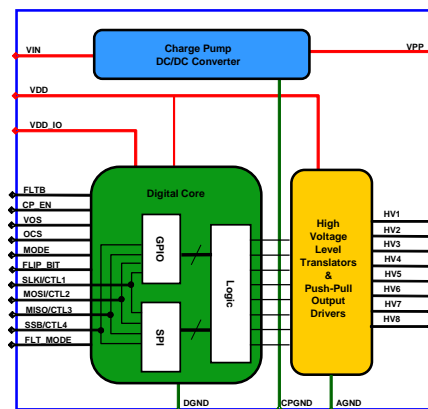 Charge Pump
DC/DC Converter
VIN
VPP
VDD
VDD_IO
Digital Core
FLTB
CP_EN
VOS
OCS
MODE
FLIP_BIT
SLKI/CTL1
MOSI/CTL2
MISO/CTL3
SSB/CTL4
FLT_MODE
GPIO
SPI
Logic
High
Voltage
Level
Translators
&
Push-Pull
Output
Drivers
HV1
HV2
HV3
HV4
HV5
HV6
HV7
HV8
DGND
CPGND
AGND